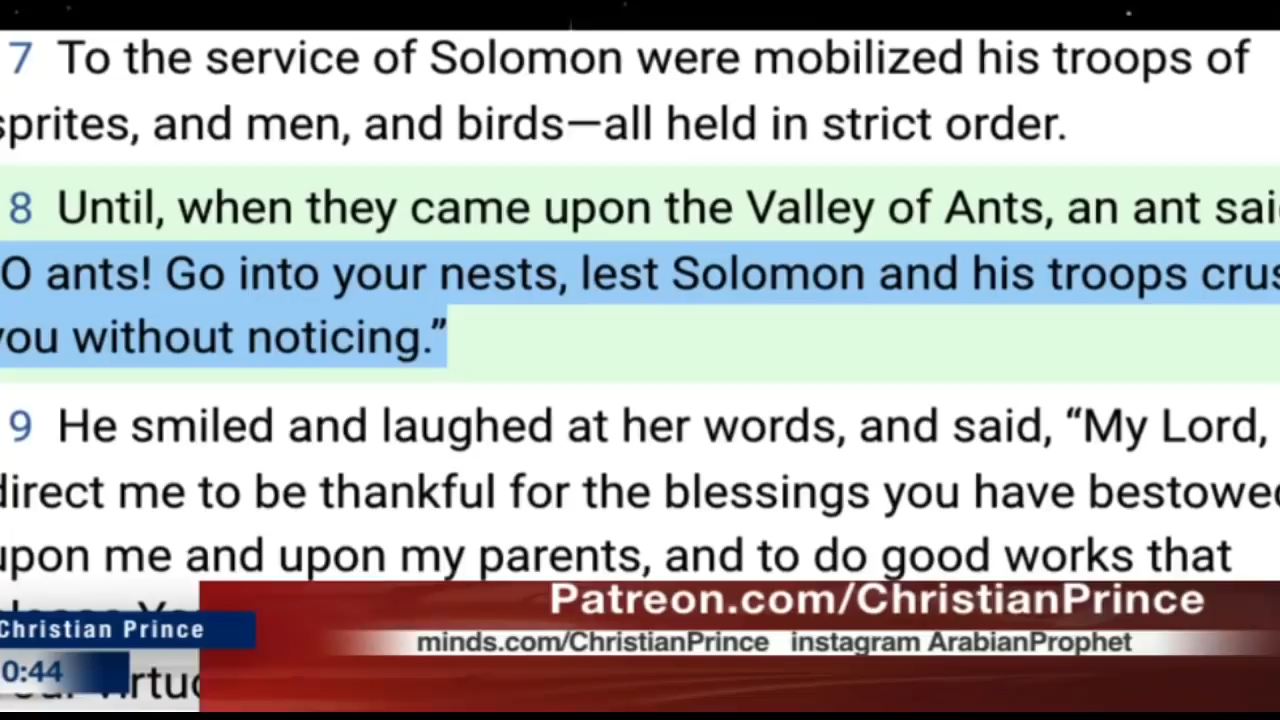 7 To the service of Solomon were mobilized his troops of
sprites, and men, and birds—all held in strict order.
8 Until, when they came upon the Valley of Ants, an ant
O ants! Go into your nests, lest Solomon and his troops
you without noticing.”
9 He smiled and laughed at her words, and said, “My Lord,
direct me to be thankful for the blessings you have
upon me and upon my parents, and to do good works that
Patreon.com/ChristianPrince
Christian Prince
minds.com/ChristianPrince instagram ArabianProphet
0:44